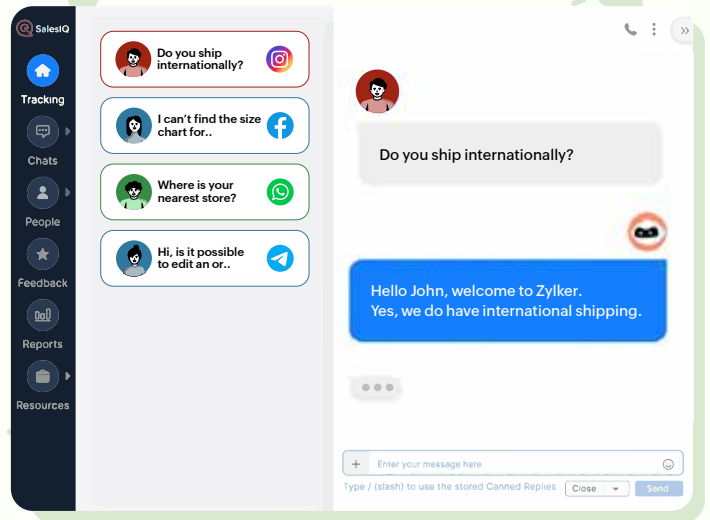 SalesIQ
Tracking
Chats
People
Feedback
Reports
Resources
Do you ship
internationally?
I can't find the size
chart for..
Where is your
nearest store?
Hi, is it possible
to edit an or..
Do you ship internationally?
Hello John, welcome to Zylker.
Yes, we do have international shipping.
Enter your message here
Type / (slash) to use the stored Canned Replies
Close
Send